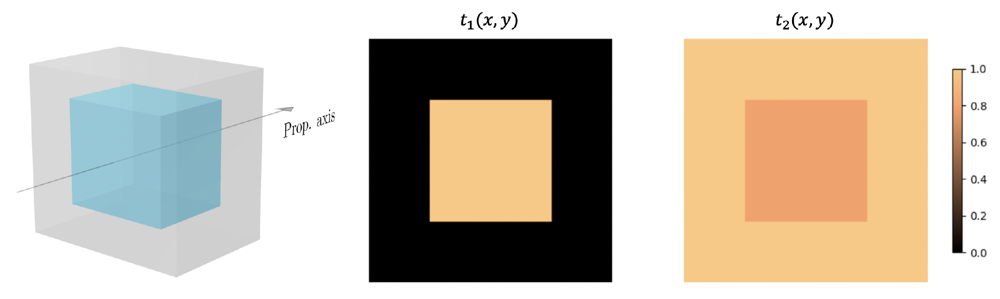 Prop. axis
t₁(x, y)
t₂(x, y)
1.0
0.8
0.6
0.4
0.2
0.0